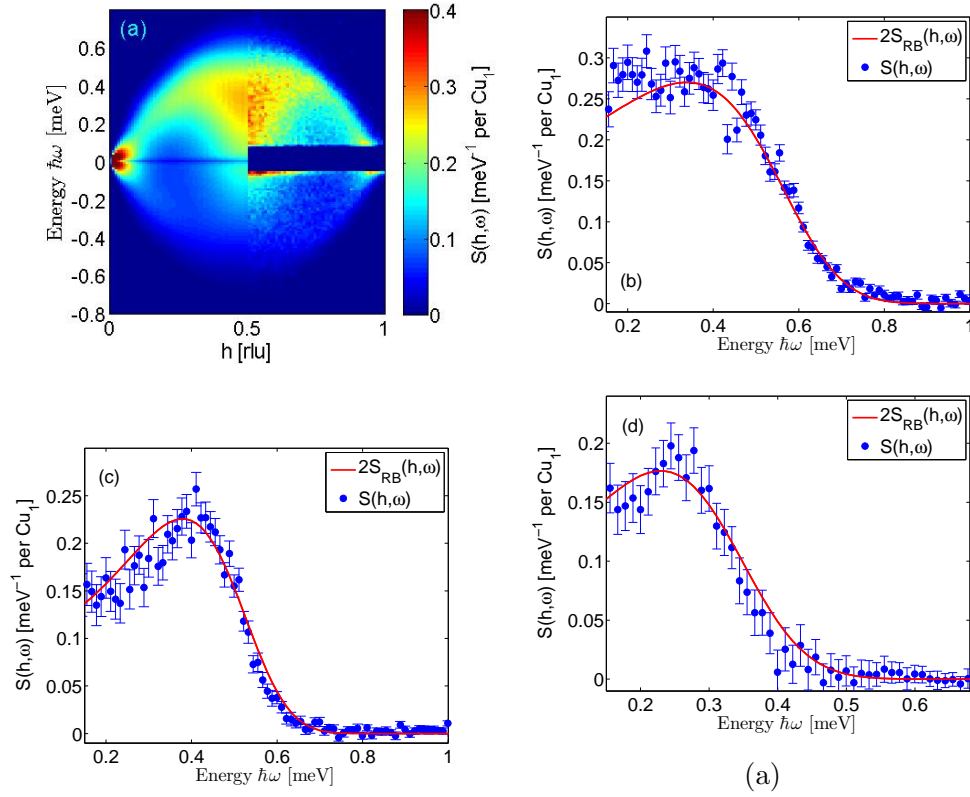 (a)
Energy ħω [meV]
0.6
0.4
0.2
0
-0.2
-0.4
-0.6
-0.8
0
0.5
1
h [rlu]
0.4
0.3
0.2
0.1
0
S(h,ω) [meV⁻¹ per Cu₁]
2S_RB(h,ω)
S(h,ω)
(b)
S(h,ω) [meV⁻¹ per Cu₁]
0.3
0.25
0.2
0.15
0.1
0.05
0
0.2
0.4
0.6
0.8
1
Energy ħω [meV]
2S_RB(h,ω)
S(h,ω)
(c)
S(h,ω) [meV⁻¹ per Cu₁]
0.25
0.2
0.15
0.1
0.05
0
0.2
0.4
0.6
0.8
1
Energy ħω [meV]
2S_RB(h,ω)
S(h,ω)
(d)
S(h,ω) [meV⁻¹ per Cu₁]
0.2
0.15
0.1
0.05
0
0.2
0.3
0.4
0.5
0.6
Energy ħω [meV]
(a)